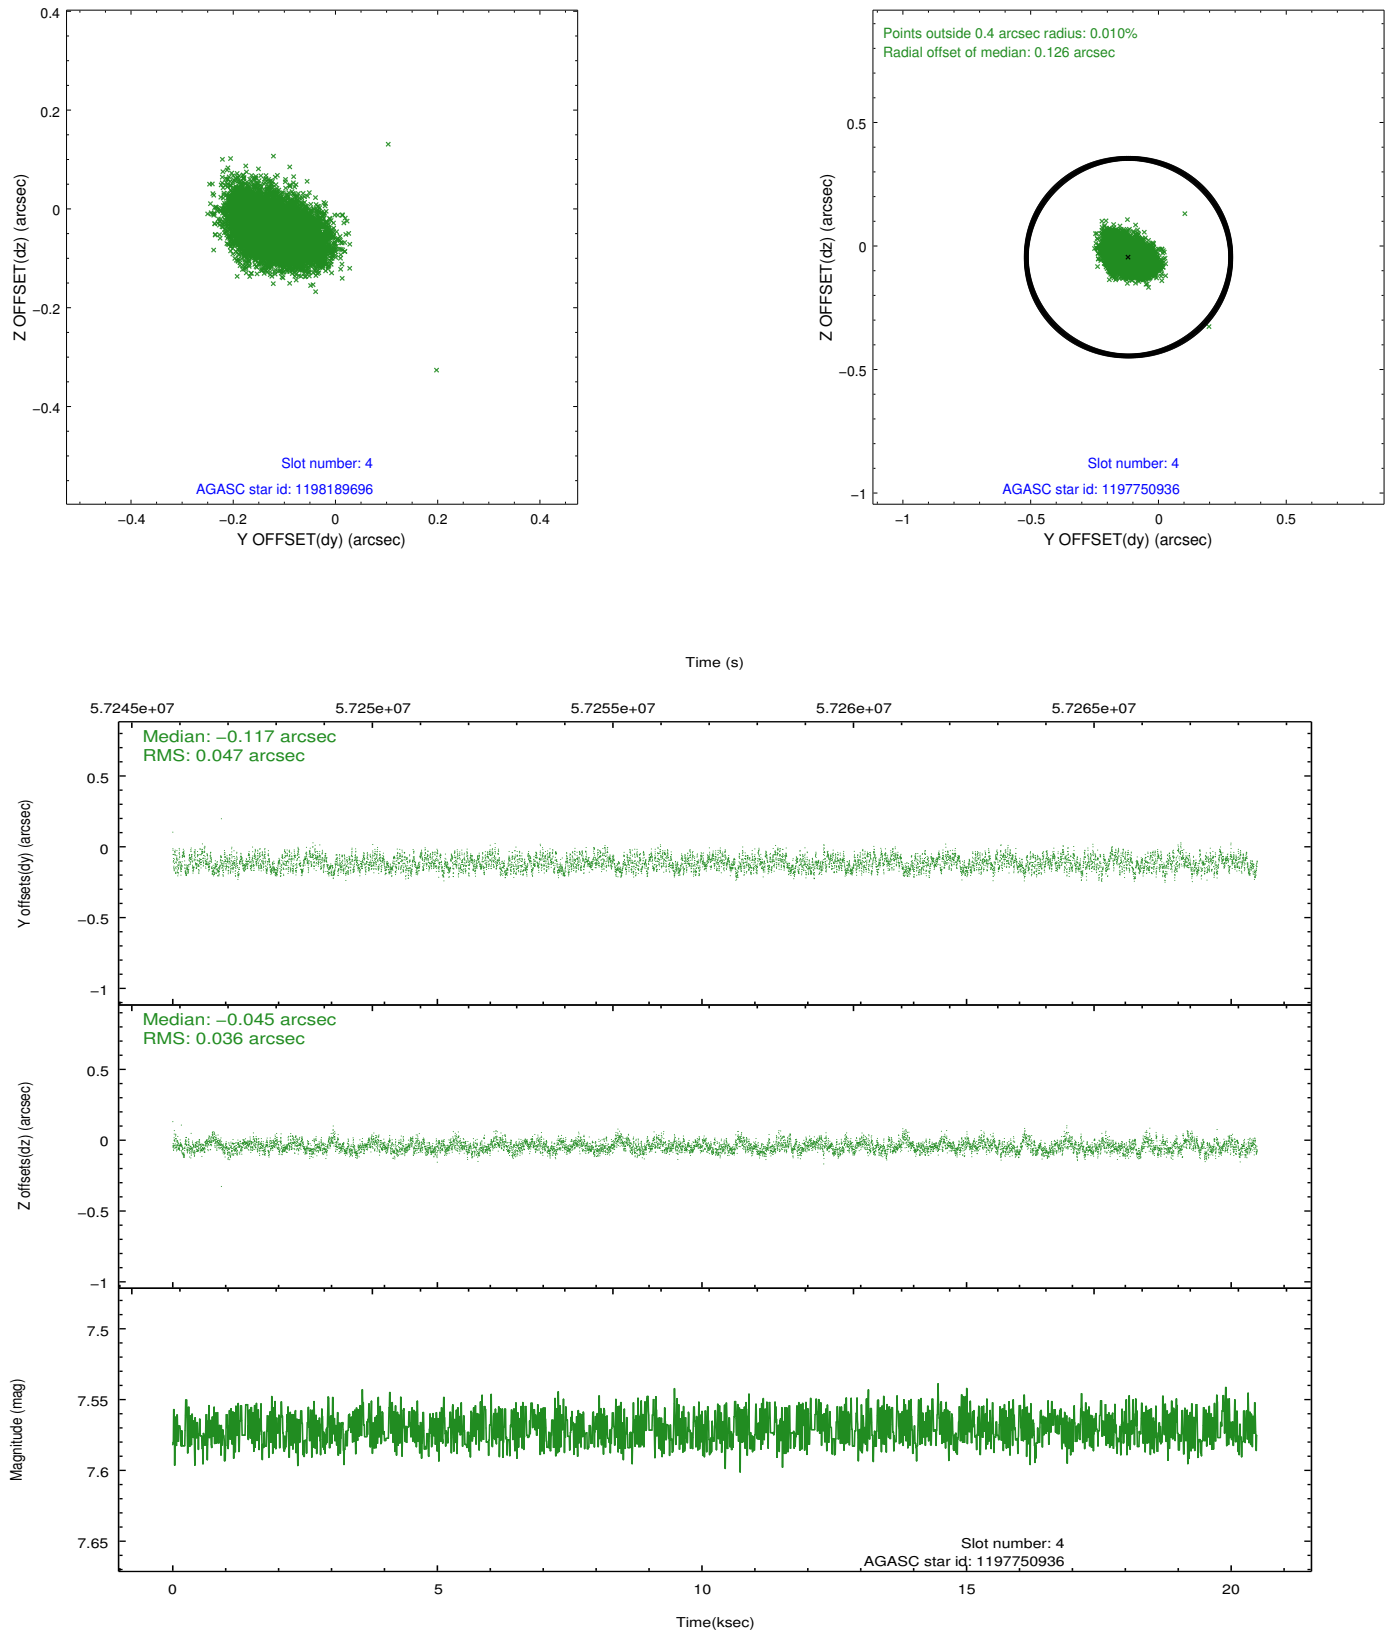 0.4
0.2
0
−0.2
−0.4
Z OFFSET(dz) (arcsec)
Slot number: 4
AGASC star id: 1198189696
−0.4 −0.2 0 0.2 0.4
Y OFFSET(dy) (arcsec)
Points outside 0.4 arcsec radius: 0.010%
Radial offset of median: 0.126 arcsec
0.5
0
−0.5
−1
Z OFFSET(dz) (arcsec)
Slot number: 4
AGASC star id: 1197750936
−1 −0.5 0 0.5
Y OFFSET(dy) (arcsec)
Time (s)
5.7245e+07 5.725e+07 5.7255e+07 5.726e+07 5.7265e+07
Median: −0.117 arcsec
RMS: 0.047 arcsec
0.5
0
−0.5
−1
Y offsets(dy) (arcsec)
Median: −0.045 arcsec
RMS: 0.036 arcsec
0.5
0
−0.5
−1
Z offsets(dz) (arcsec)
7.5
7.55
7.6
7.65
Magnitude (mag)
Slot number: 4
AGASC star id: 1197750936
0 5 10 15 20
Time(ksec)